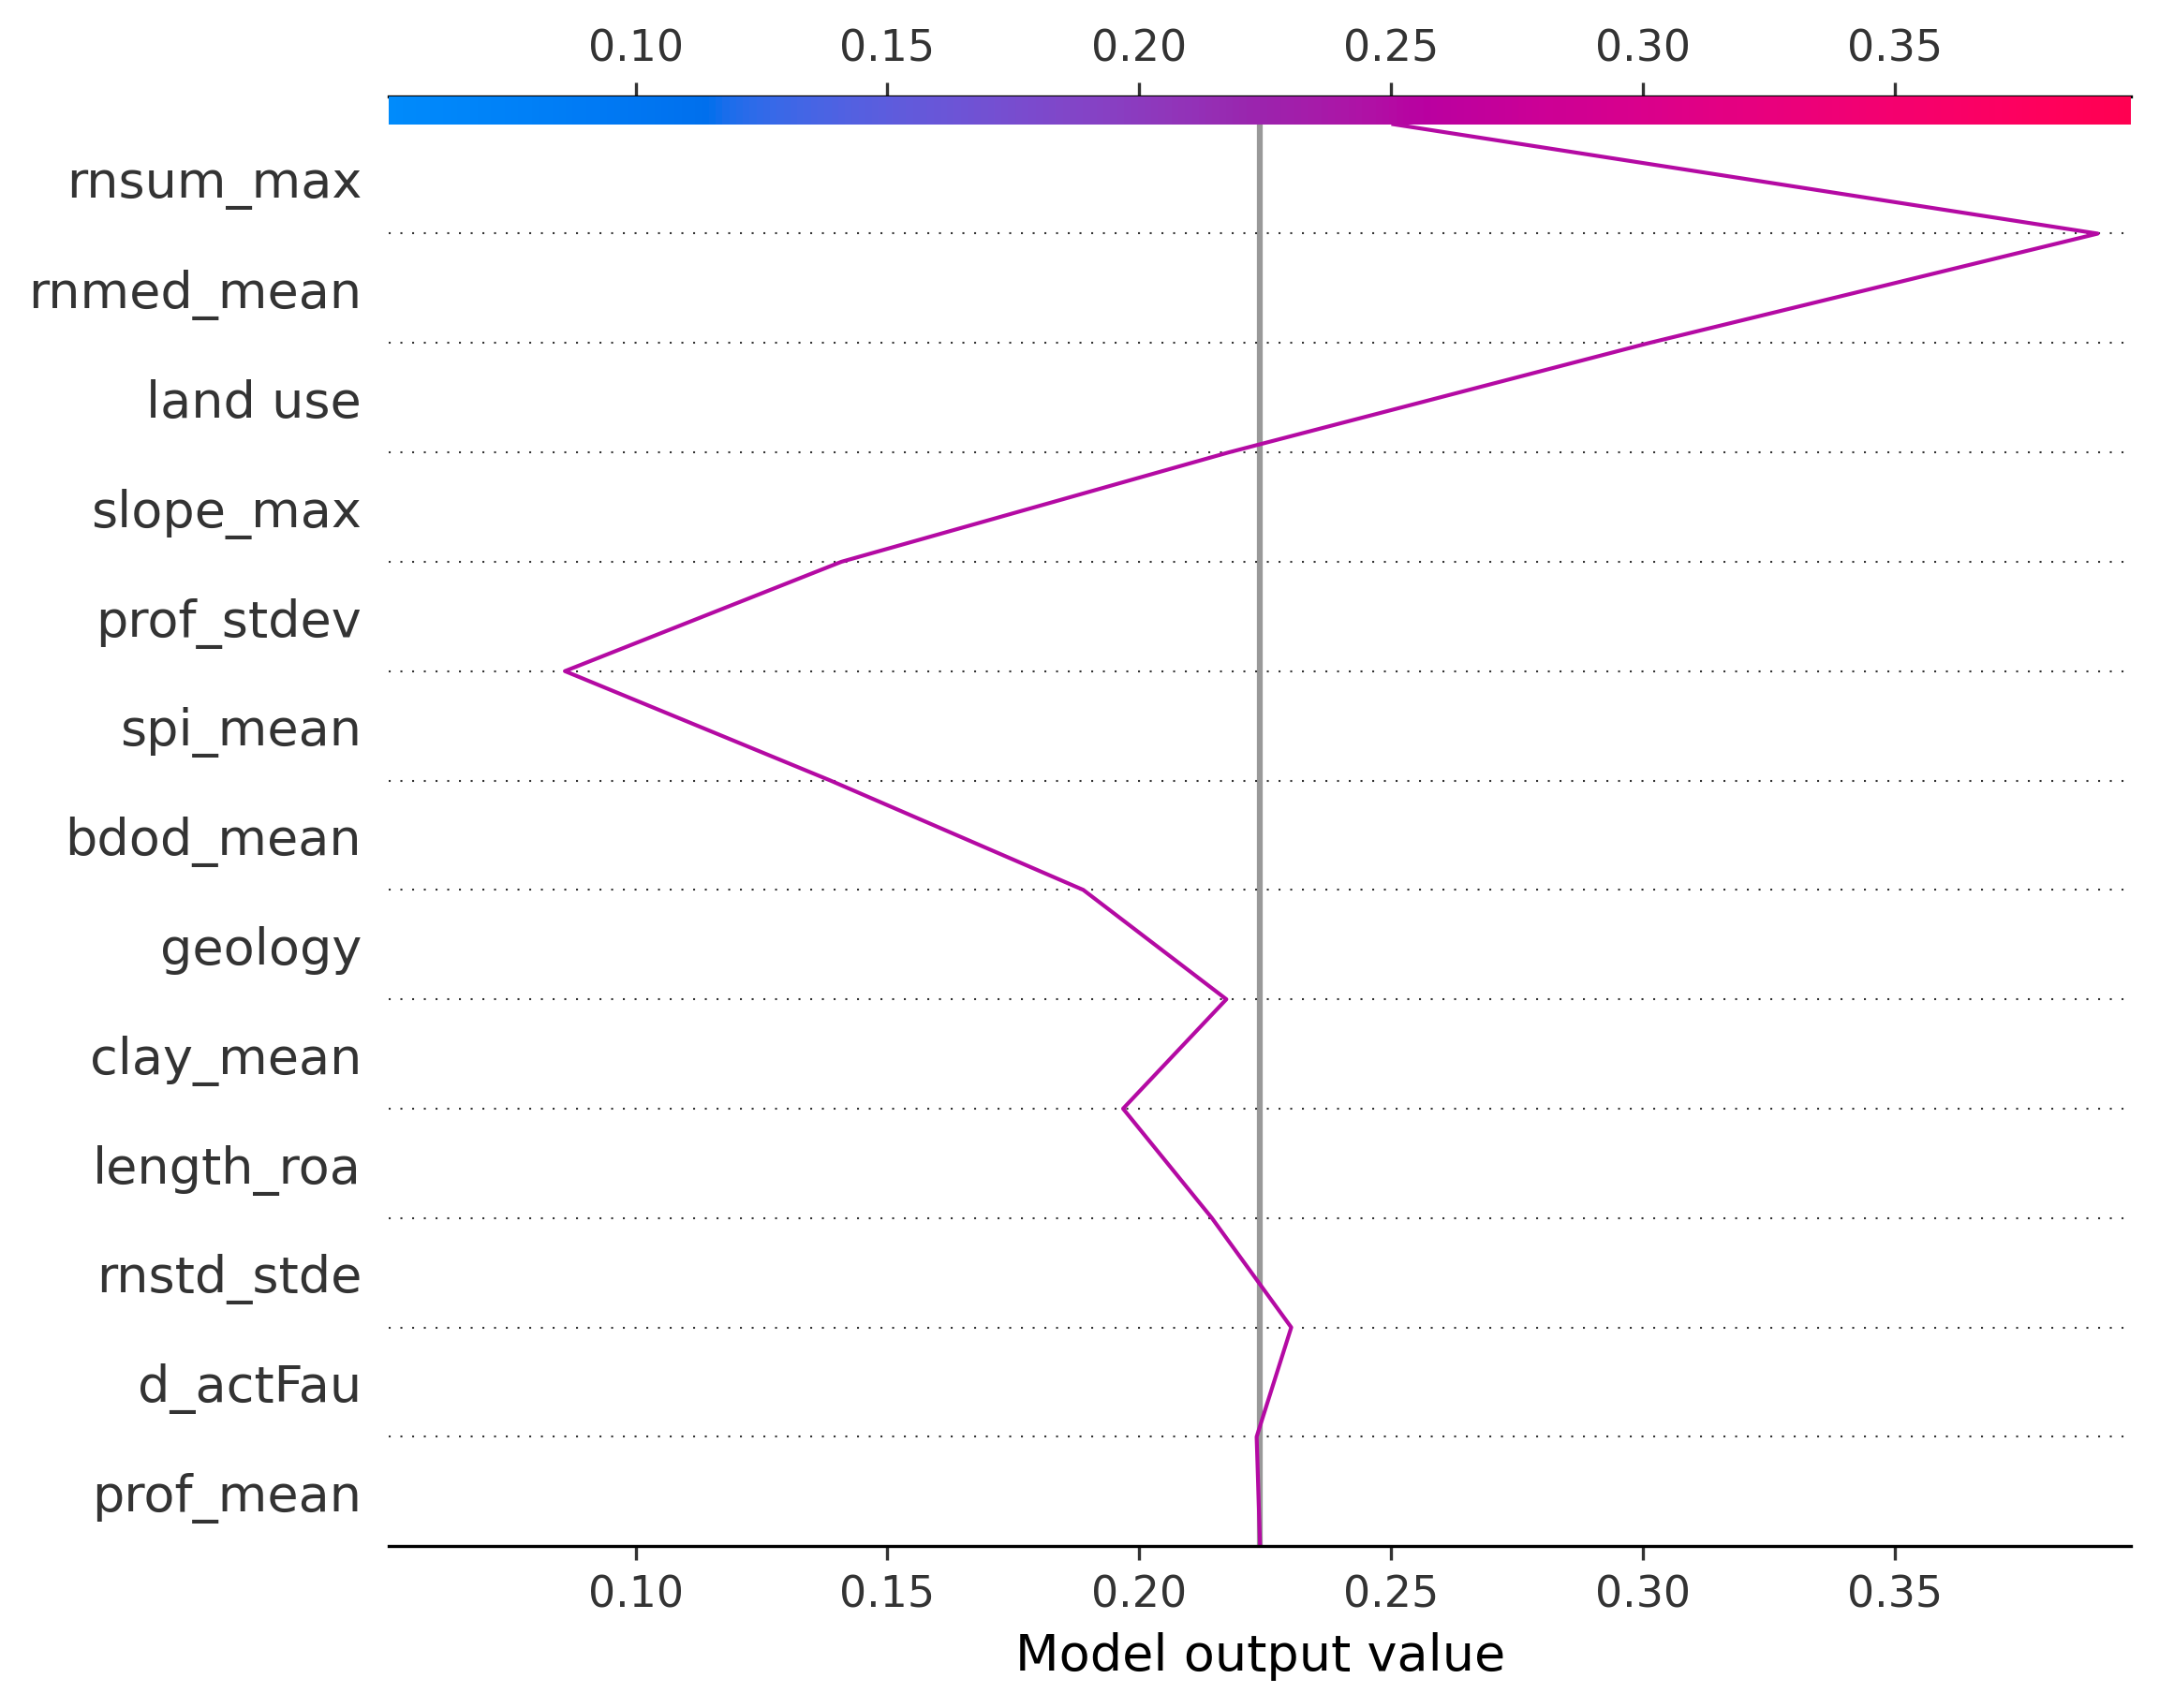 0.10 0.15 0.20 0.25 0.30 0.35
rnsum_max
rnmed_mean
land use
slope_max
prof_stdev
spi_mean
bdod_mean
geology
clay_mean
length_roa
rnstd_stde
d_actFau
prof_mean
0.10 0.15 0.20 0.25 0.30 0.35
Model output value